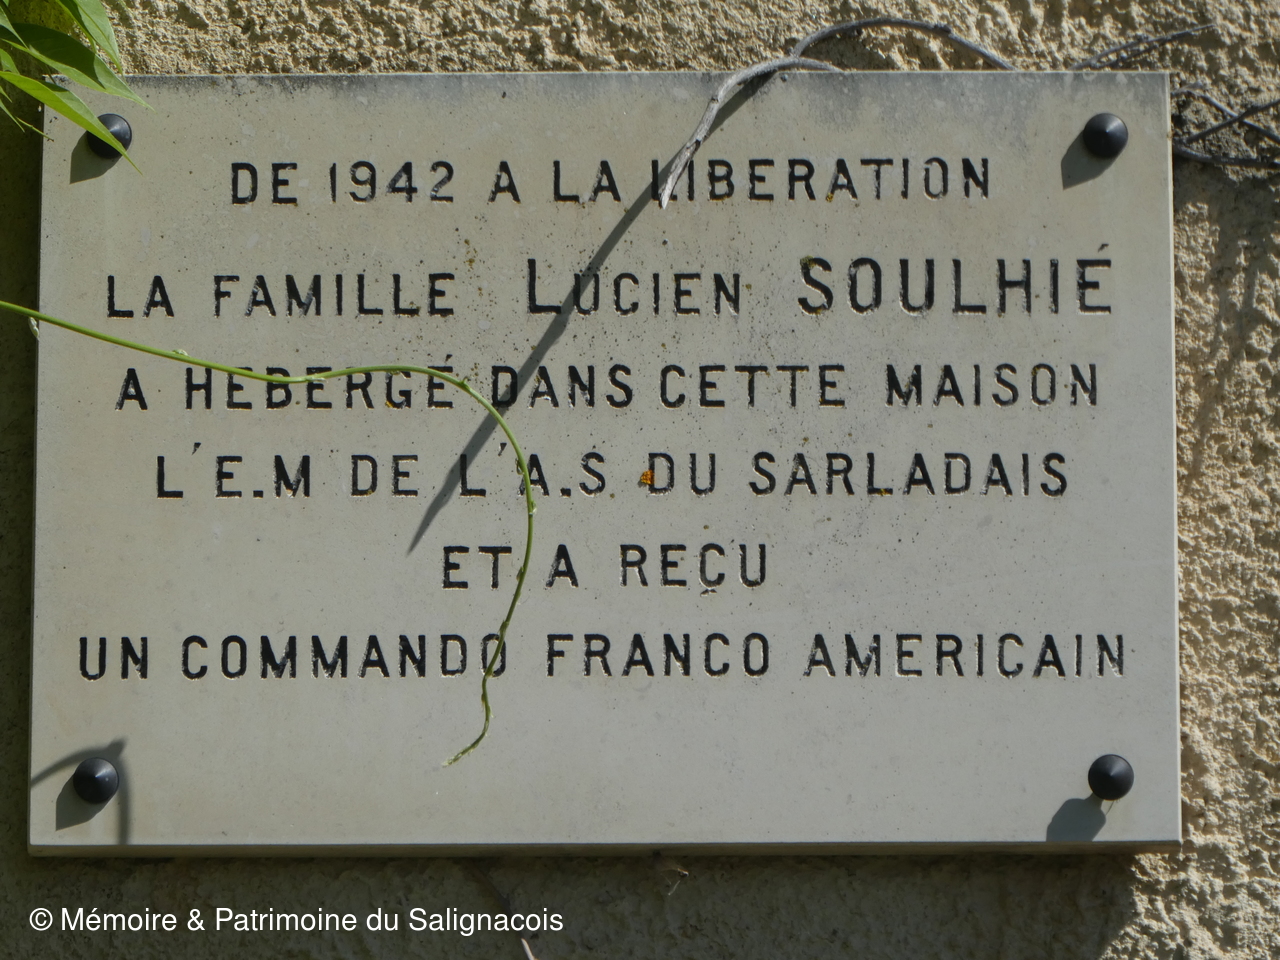 DE 1942 A LA LIBERATION
LA FAMILLE LUCIEN SOULHIÉ
A HEBERGÉ DANS CETTE MAISON
L'E.M DE L'A.S DU SARLADAIS
ET A REÇU
UN COMMANDO FRANCO AMERICAIN
© Mémoire & Patrimoine du Salignacois